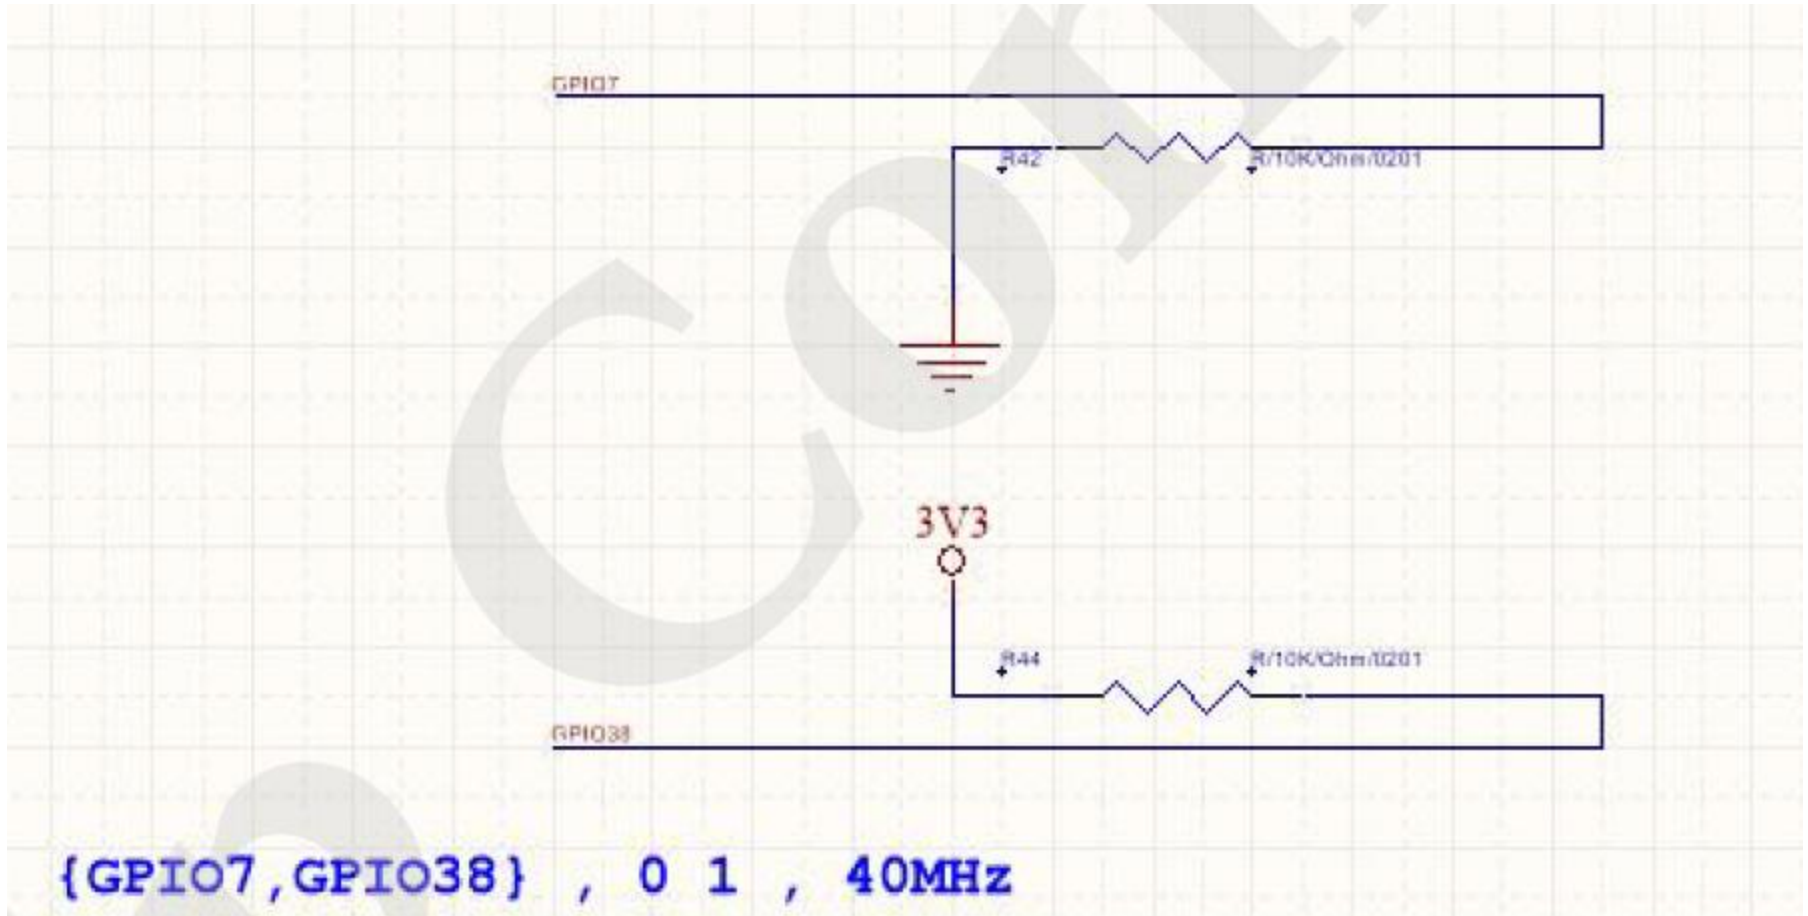 GPIO7
R42 R/10K/Ohm/0201
3V3
R44 R/10K/Ohm/0201
GPIO38
{GPIO7,GPIO38} , 0 1 , 40MHz